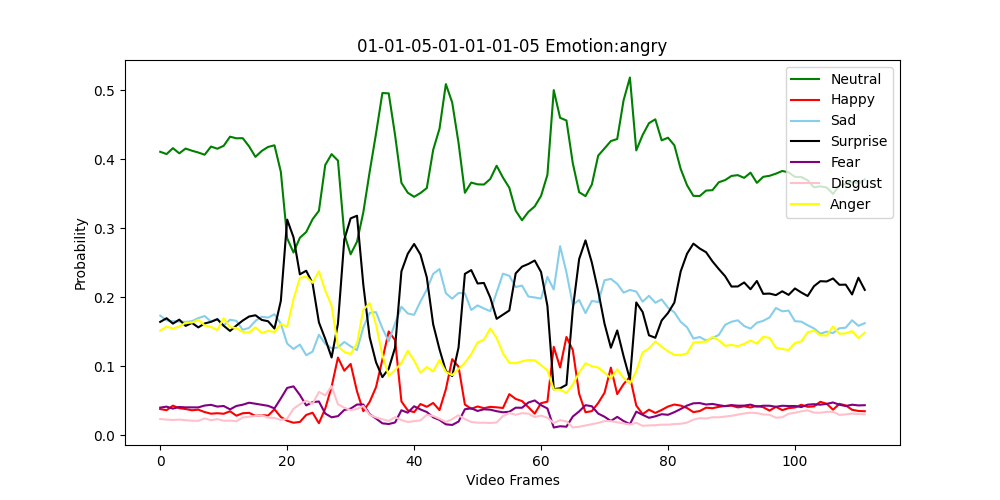 01-01-05-01-01-01-05 Emotion:angry
Probability
0.5
0.4
0.3
0.2
0.1
0.0
Neutral
Happy
Sad
Surprise
Fear
Disgust
Anger
0 20 40 60 80 100
Video Frames